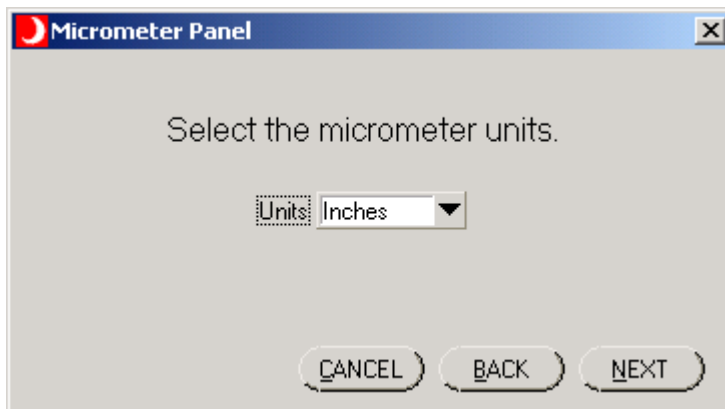 Micrometer Panel
Select the micrometer units.
Units Inches
CANCEL BACK NEXT